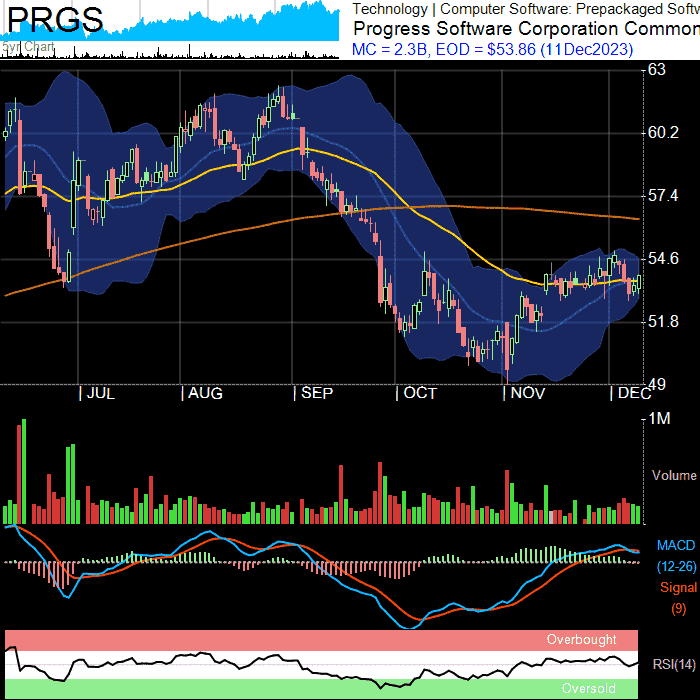 PRGS
5yr Chart
Technology | Computer Software: Prepackaged Softw
Progress Software Corporation Common
MC = 2.3B, EOD = $53.86 (11Dec2023)
63
60.2
57.4
54.6
51.8
49
JUL
AUG
SEP
OCT
NOV
DEC
1M
Volume
MACD
(12-26)
Signal
(9)
Overbought
RSI(14)
Oversold